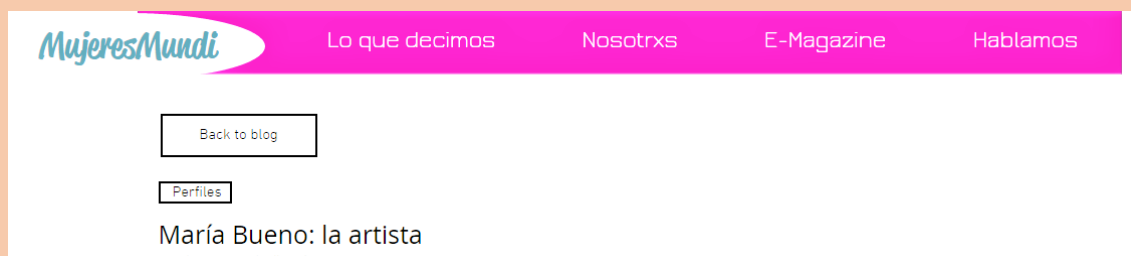 MujeresMundi Lo que decimos Nosotrxs E-Magazine Hablamos
Back to blog
Perfiles
María Bueno: la artista